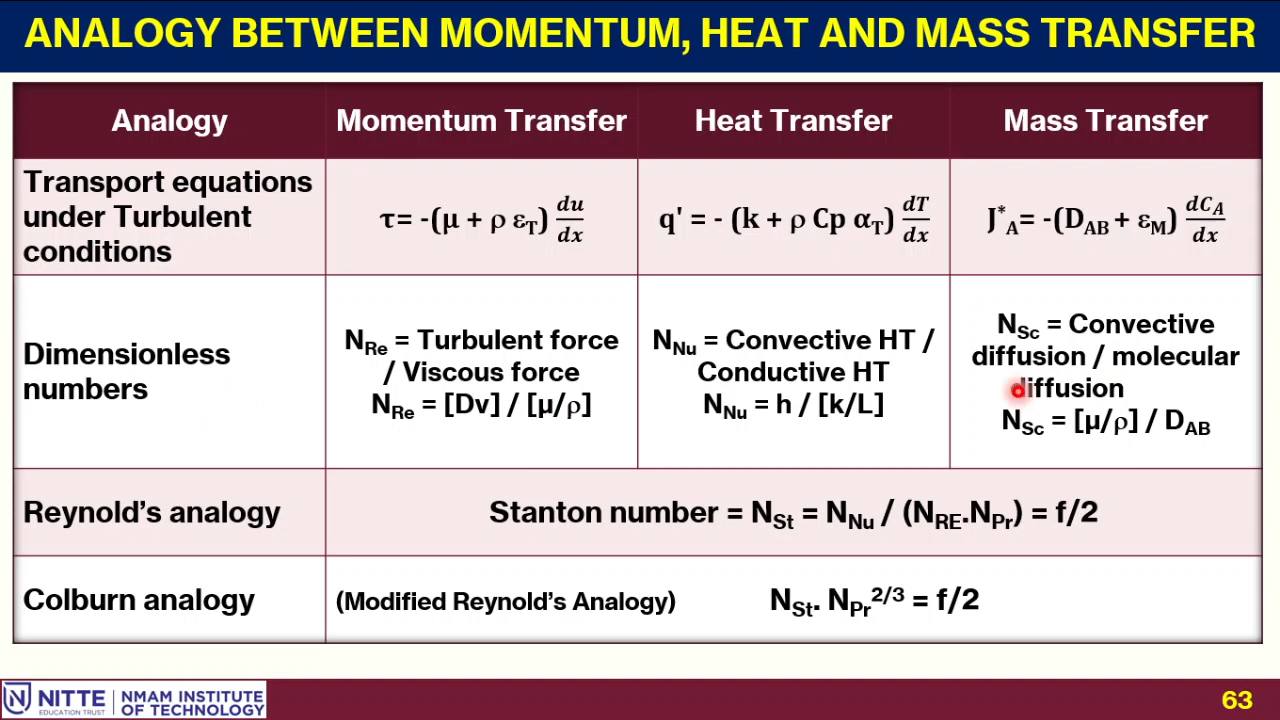 ANALOGY BETWEEN MOMENTUM, HEAT AND MASS TRANSFER
Analogy
Momentum Transfer
Heat Transfer
Mass Transfer
Transport equations
under Turbulent
conditions
τ= -(μ + ρ ε_T) du/dx
q' = - (k + ρ Cp α_T) dT/dx
J*_A= -(D_AB + ε_M) dC_A/dx
Dimensionless
numbers
N_Re = Turbulent force
/ Viscous force
N_Re = [Dv] / [μ/ρ]
N_Nu = Convective HT /
Conductive HT
N_Nu = h / [k/L]
N_Sc = Convective
diffusion / molecular
diffusion
N_Sc = [μ/ρ] / D_AB
Reynold's analogy
Stanton number = N_St = N_Nu / (N_RE.N_Pr) = f/2
Colburn analogy
(Modified Reynold's Analogy) N_St. N_Pr^2/3 = f/2
NITTE
EDUCATION TRUST
NMAM INSTITUTE
OF TECHNOLOGY
63